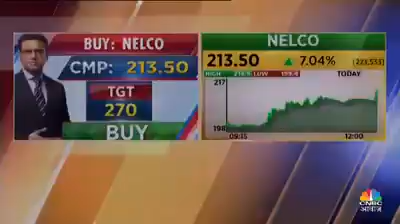 BUY: NELCO
CMP: 213.50
TGT
270
BUY
NELCO
213.50 ▲ 7.04%
HIGH LOW TODAY
217
198
09:15 12:00
CNBC
आवाज़